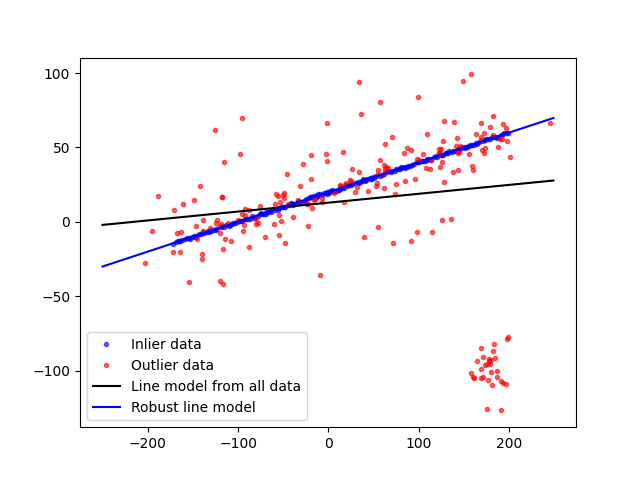 100
50
0
−50
−100
Inlier data
Outlier data
Line model from all data
Robust line model
−200 −100 0 100 200